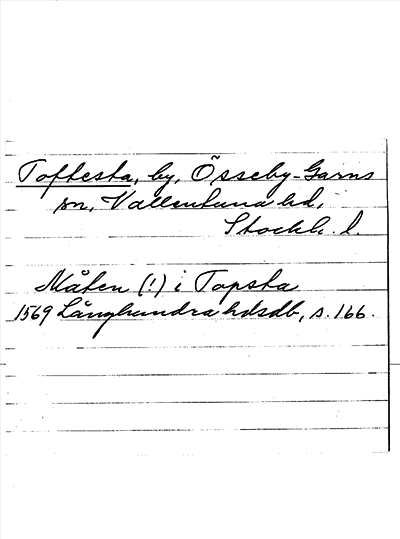 Toftesta, by, Össeby-Garns
sn, Vallentuna hd,
Stockh. l.
Måten (!) i Topsta
1569 Långhundra hdsdb, s. 166.